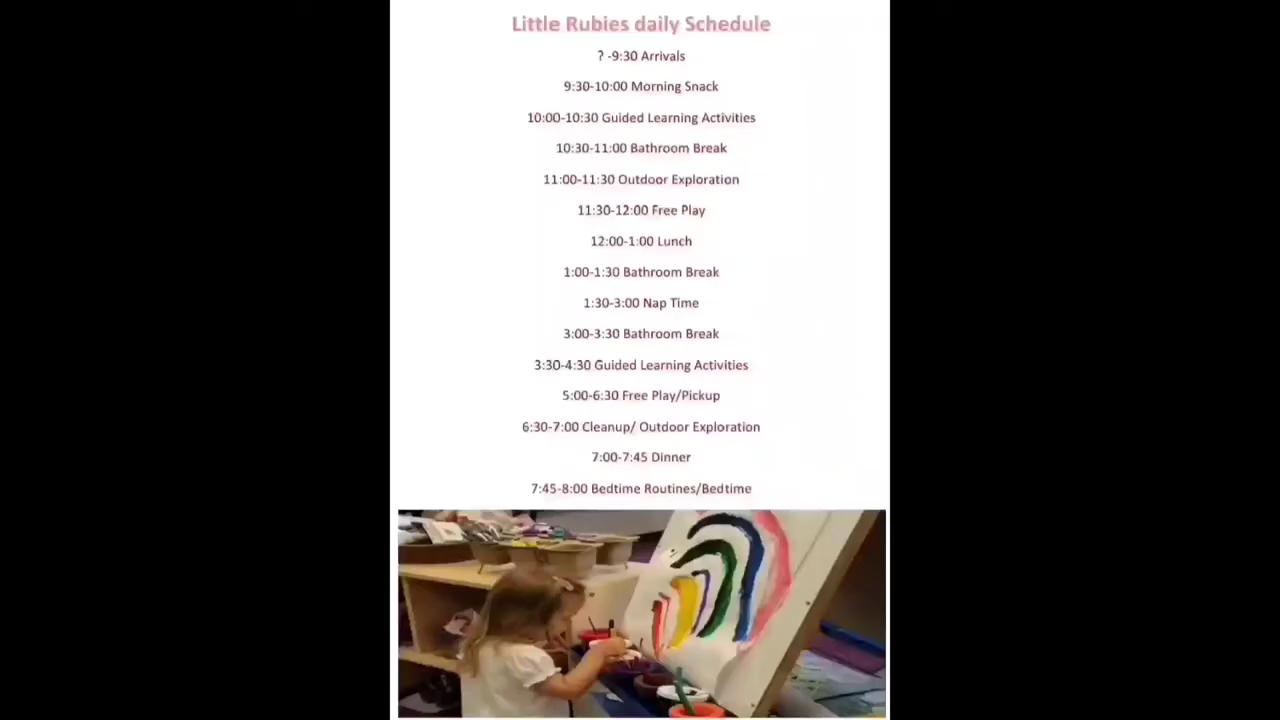 Little Rubies daily Schedule
? -9:30 Arrivals
9:30-10:00 Morning Snack
10:00-10:30 Guided Learning Activities
10:30-11:00 Bathroom Break
11:00-11:30 Outdoor Exploration
11:30-12:00 Free Play
12:00-1:00 Lunch
1:00-1:30 Bathroom Break
1:30-3:00 Nap Time
3:00-3:30 Bathroom Break
3:30-4:30 Guided Learning Activities
5:00-6:30 Free Play/Pickup
6:30-7:00 Cleanup/ Outdoor Exploration
7:00-7:45 Dinner
7:45-8:00 Bedtime Routines/Bedtime